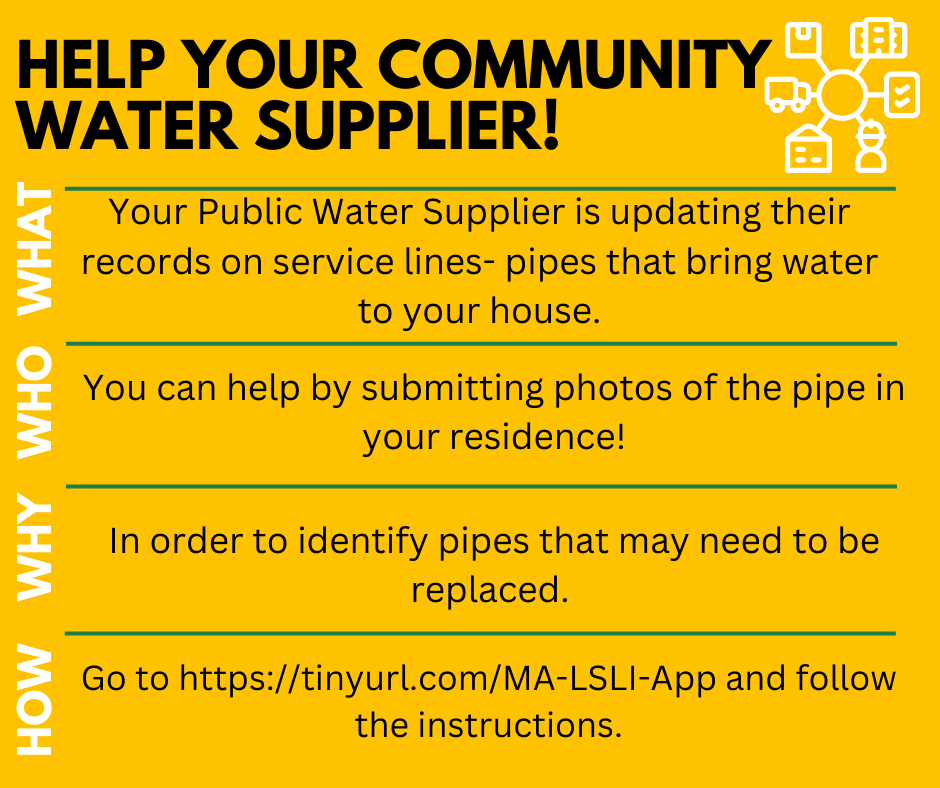 HELP YOUR COMMUNITY
WATER SUPPLIER!
WHAT
Your Public Water Supplier is updating their
records on service lines- pipes that bring water
to your house.
WHO
You can help by submitting photos of the pipe in
your residence!
WHY
In order to identify pipes that may need to be
replaced.
HOW
Go to https://tinyurl.com/MA-LSLI-App and follow
the instructions.